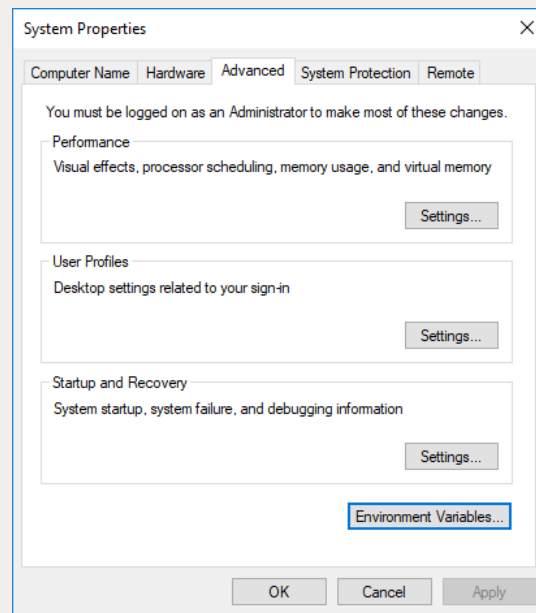 System Properties
Computer Name Hardware Advanced System Protection Remote
You must be logged on as an Administrator to make most of these changes.
Performance
Visual effects, processor scheduling, memory usage, and virtual memory
Settings...
User Profiles
Desktop settings related to your sign-in
Settings...
Startup and Recovery
System startup, system failure, and debugging information
Settings...
Environment Variables...
OK Cancel Apply